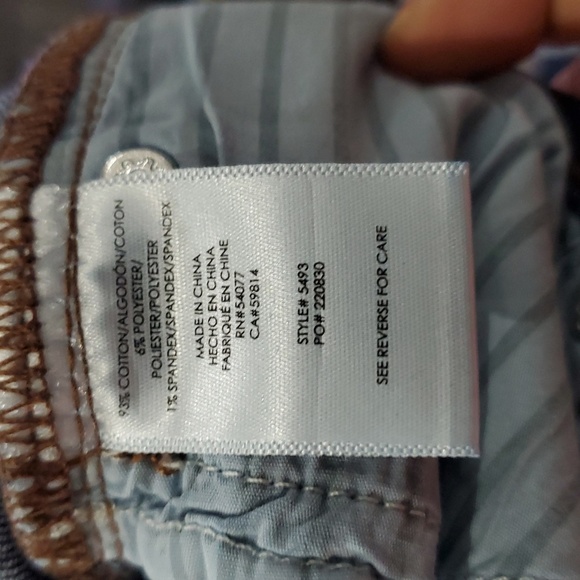 93% COTTON/ALGODÓN/COTON
6% POLYESTER/
POLIESTER/POLYESTER
1% SPANDEX/SPANDEX/SPANDEX
MADE IN CHINA
HECHO EN CHINA
FABRIQUÉ EN CHINE
RN#54077
CA#59814
STYLE# 5493
PO# 220830
SEE REVERSE FOR CARE